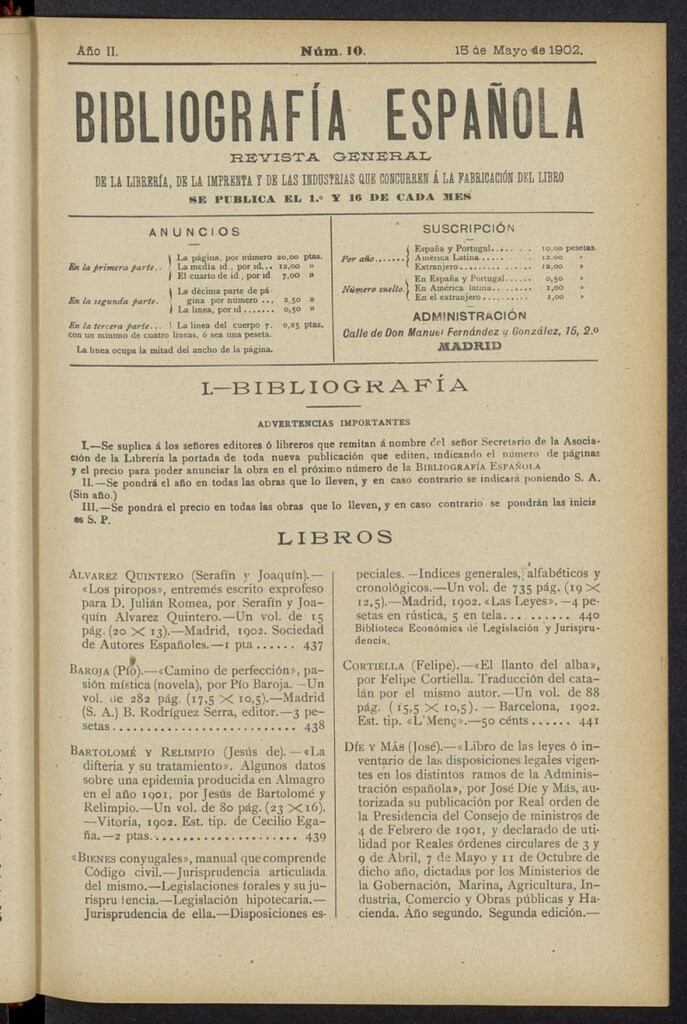 Año II.
Núm. 10.
15 de Mayo de 1902.
BIBLIOGRAFÍA ESPAÑOLA
REVISTA GENERAL
DE LA LIBRERÍA, DE LA IMPRENTA Y DE LAS INDUSTRIAS QUE CONCURREN Á LA FABRICACIÓN DEL LIBRO
SE PUBLICA EL 1.º Y 16 DE CADA MES
ANUNCIOS
En la primera parte..
La página, por número 20,00 ptas.
La media id., por id... 12,00 »
El cuarto de id, por id 7,00 »
En la segunda parte.
La décima parte de pá
gina por número ... 2,50 »
La línea, por id ....... 0,50 »
En la tercera parte... La línea del cuerpo 7. 0,25 ptas.
con un mínimo de cuatro líneas, ó sea una peseta.
La línea ocupa la mitad del ancho de la página.
SUSCRIPCIÓN
Por año.......
España y Portugal....... 10,00 pesetas.
América Latina....... 12,00 »
Extranjero.............. 12,00 »
Número suelto.
En España y Portugal... 0,50 »
En América latina....... 1,00 »
En el extranjero......... 1,00 »
ADMINISTRACIÓN
Calle de Don Manuel Fernández y González, 15, 2.º
MADRID
I.—BIBLIOGRAFÍA
ADVERTENCIAS IMPORTANTES
I.—Se suplica á los señores editores ó libreros que remitan á nombre del señor Secretario de la Asocia-
ción de la Librería la portada de toda nueva publicación que editen, indicando el número de páginas
y el precio para poder anunciar la obra en el próximo número de la BIBLIOGRAFÍA ESPAÑOLA
II.—Se pondrá el año en todas las obras que lo lleven, y en caso contrario se indicará poniendo S. A.
(Sin año.)
III.—Se pondrá el precio en todas las obras que lo lleven, y en caso contrario se pondrán las inicia
es S. P.
LIBROS
ALVAREZ QUINTERO (Serafín y Joaquín).—
«Los piropos», entremés escrito exprofeso
para D. Julián Romea, por Serafín y Joa-
quín Alvarez Quintero.—Un vol. de 15
pág. (20 × 13).—Madrid, 1902. Sociedad
de Autores Españoles.—1 pta ...... 437
BAROJA (Pío).—«Camino de perfección», pa-
sión mística (novela), por Pío Baroja. —Un
vol. de 282 pág. (17,5 × 10,5).—Madrid
(S. A.) B. Rodríguez Serra, editor.—3 pe-
setas.......................... 438
BARTOLOMÉ Y RELIMPIO (Jesús de). —«La
difteria y su tratamiento». Algunos datos
sobre una epidemia producida en Almagro
en el año 1901, por Jesús de Bartolomé y
Relimpio.—Un vol. de 80 pág. (23 × 16).
—Vitoria, 1902. Est. tip. de Cecilio Ega-
ña.—2 ptas...................... 439
«BIENES conyugales», manual que comprende
Código civil.—Jurisprudencia articulada
del mismo.—Legislaciones forales y su ju-
rispru encia.—Legislación hipotecaria.—
Jurisprudencia de ella.—Disposiciones es-
peciales. —Indices generales, alfabéticos y
cronológicos.—Un vol. de 735 pág. (19 ×
12,5).—Madrid, 1902. «Las Leyes». —4 pe-
setas en rústica, 5 en tela.......... 440
Biblioteca Económica de Legislación y Jurispru-
dencia.
CORTIELLA (Felipe).—«El llanto del alba»,
por Felipe Cortiella. Traducción del cata-
lán por el mismo autor.—Un vol. de 88
pág. (15,5 × 10,5). — Barcelona, 1902.
Est. tip. «L'Menç».—50 cénts ...... 441
DÍE Y MÁS (José).—«Libro de las leyes ó in-
ventario de las disposiciones legales vigen-
tes en los distintos ramos de la Adminis-
tración española», por José Díe y Más, au-
torizada su publicación por Real orden de
la Presidencia del Consejo de ministros de
4 de Febrero de 1901, y declarado de uti-
lidad por Reales órdenes circulares de 3 y
9 de Abril, 7 de Mayo y 11 de Octubre de
dicho año, dictadas por los Ministerios de
la Gobernación, Marina, Agricultura, In-
dustria, Comercio y Obras públicas y Ha-
cienda. Año segundo. Segunda edición.—